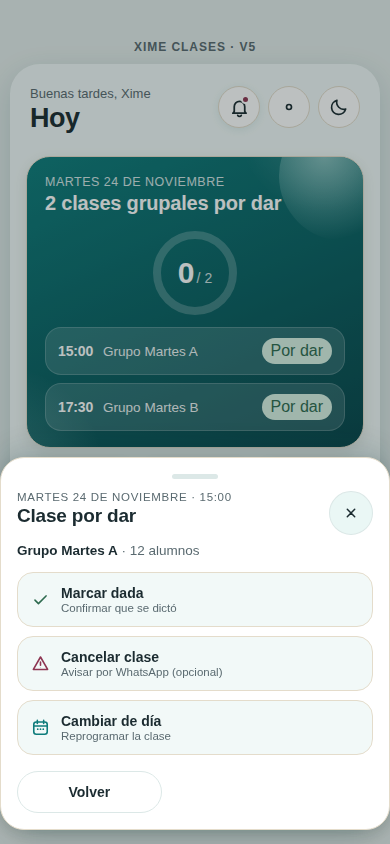 XIME CLASES · V5
Buenas tardes, Xime
Hoy
MARTES 24 DE NOVIEMBRE
2 clases grupales por dar
0 / 2
15:00 Grupo Martes A Por dar
17:30 Grupo Martes B Por dar
MARTES 24 DE NOVIEMBRE · 15:00
Clase por dar
Grupo Martes A · 12 alumnos
Marcar dada
Confirmar que se dictó
Cancelar clase
Avisar por WhatsApp (opcional)
Cambiar de día
Reprogramar la clase
Volver